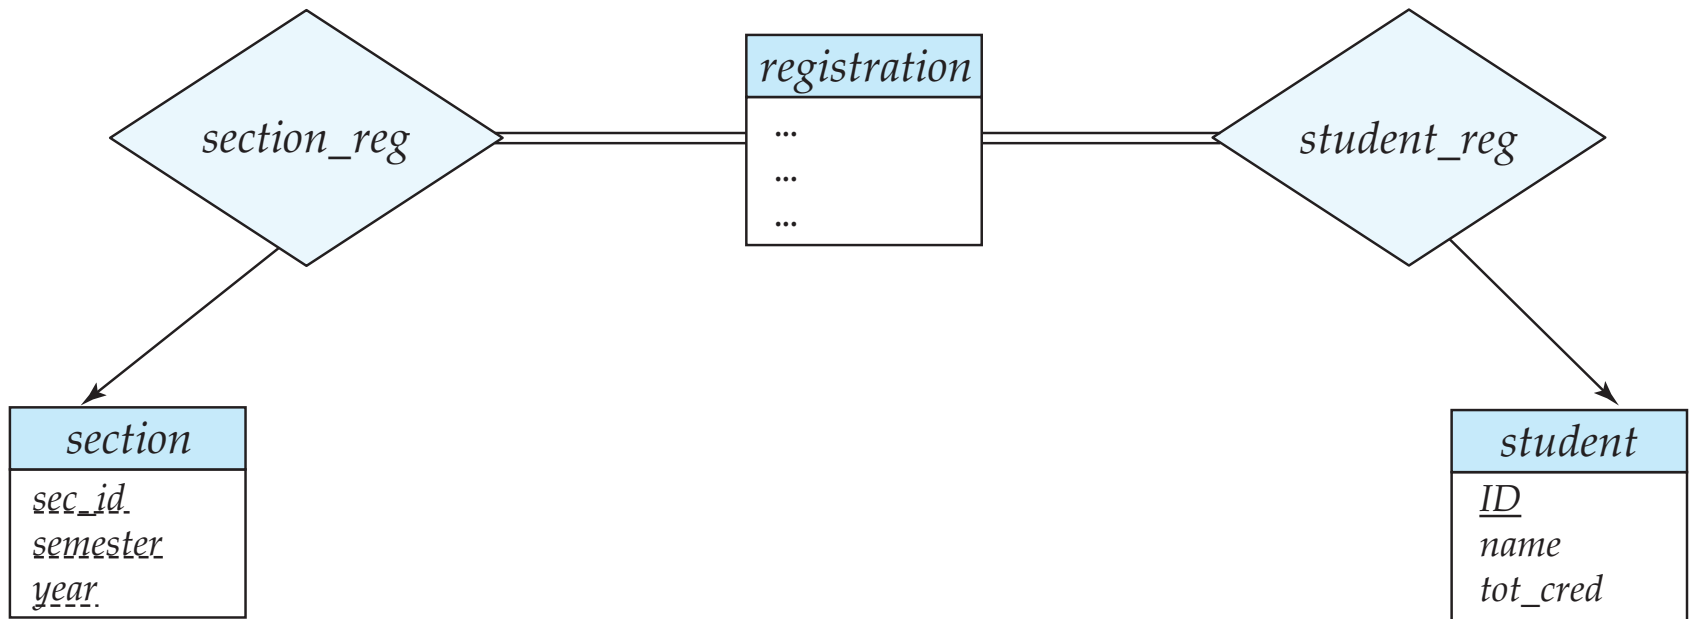 section_reg
registration
...
...
...
student_reg
section
sec_id
semester
year
student
ID
name
tot_cred